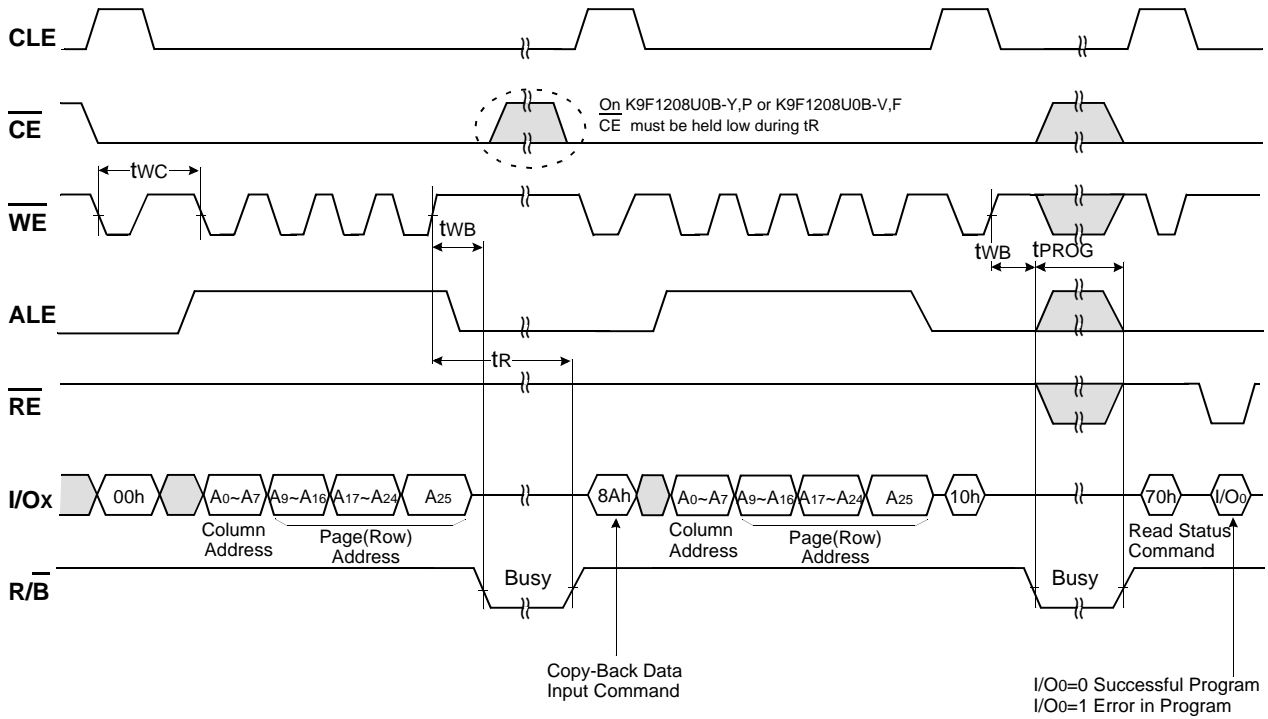 CLE
CE
On K9F1208U0B-Y,P or K9F1208U0B-V,F
CE must be held low during tR
tWC
WE
tWB
tWB
tPROG
ALE
tR
RE
I/Ox
00h
A0~A7
A9~A16
A17~A24
A25
8Ah
A0~A7
A9~A16
A17~A24
A25
10h
70h
I/O0
Column
Address
Page(Row)
Address
Column
Address
Page(Row)
Address
Read Status
Command
R/B
Busy
Busy
Copy-Back Data
Input Command
I/O0=0 Successful Program
I/O0=1 Error in Program